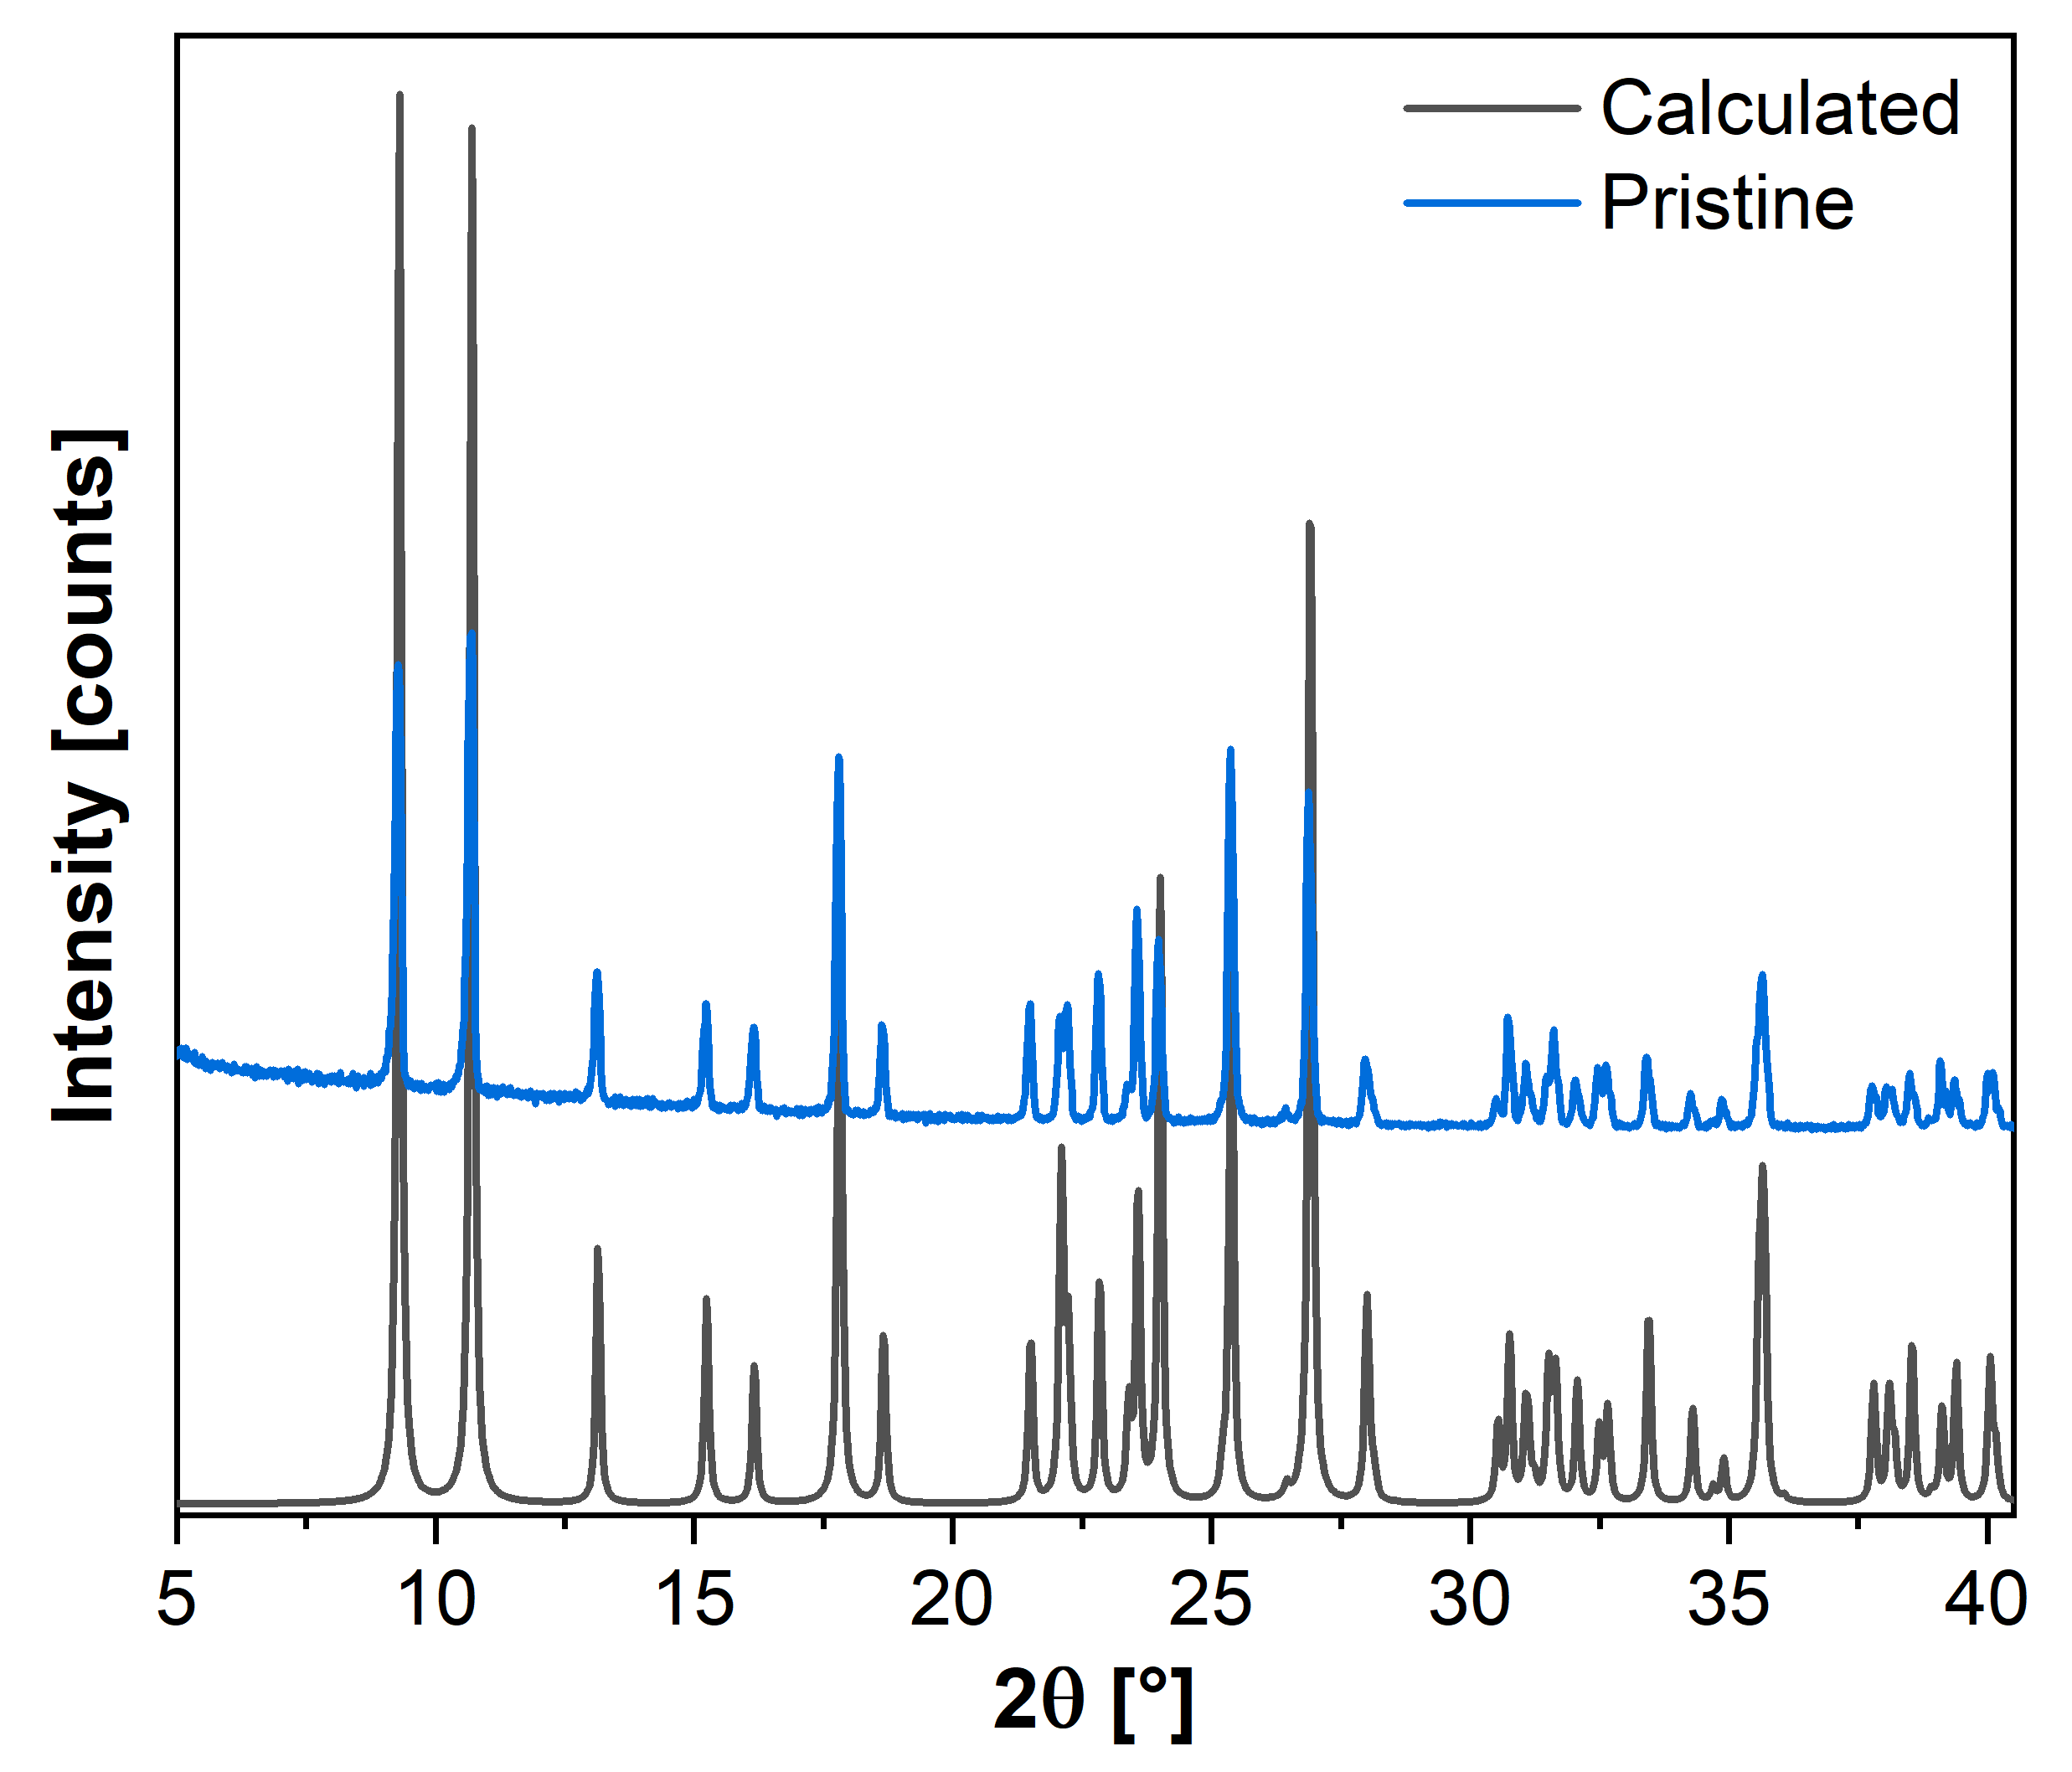 Calculated
Pristine
Intensity [counts]
5 10 15 20 25 30 35 40
2θ [°]